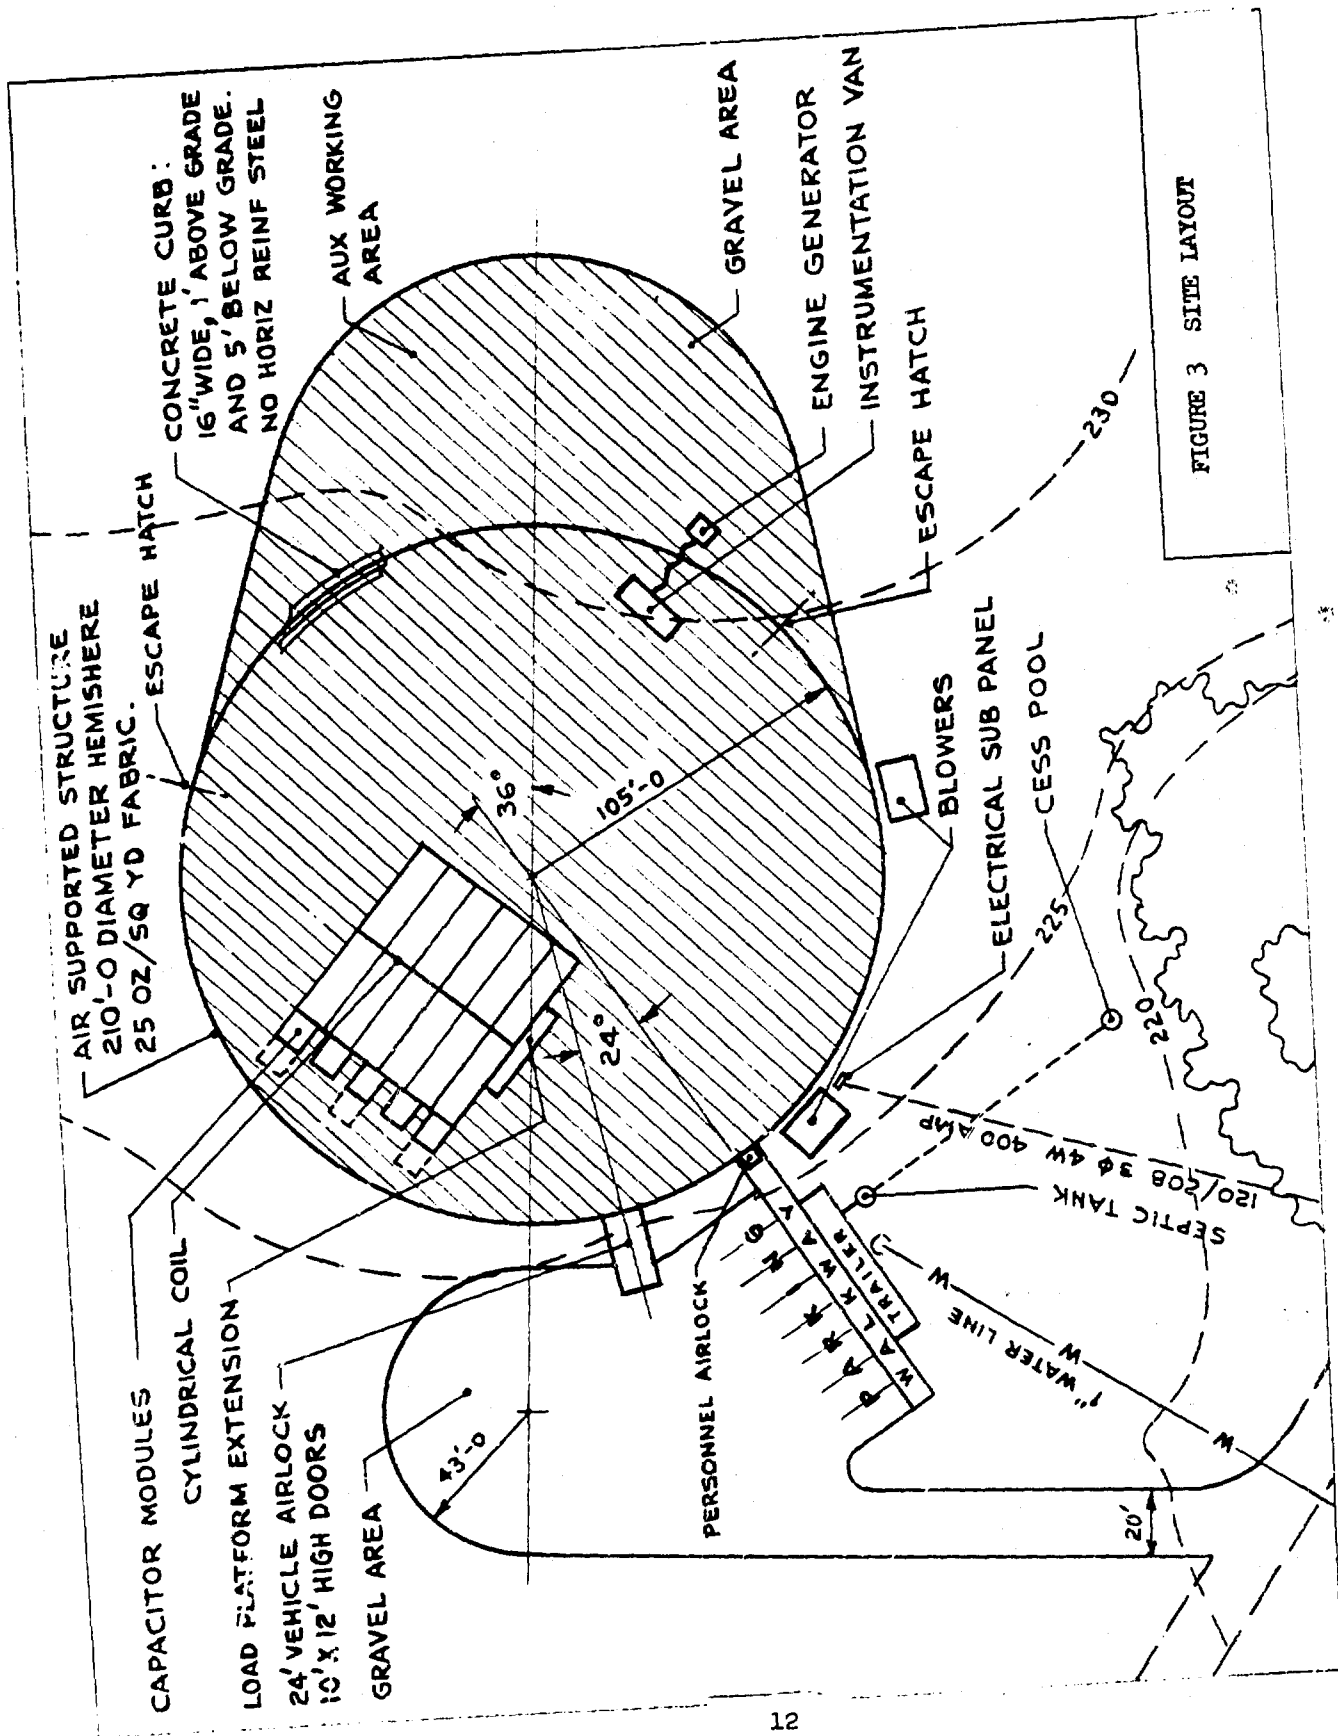 AIR SUPPORTED STRUCTURE
210'-0 DIAMETER HEMISHERE
25 OZ/SQ YD FABRIC.
ESCAPE HATCH
CONCRETE CURB:
16" WIDE, 1' ABOVE GRADE
AND 5' BELOW GRADE.
NO HORIZ REINF STEEL
AUX WORKING
AREA
GRAVEL AREA
ENGINE GENERATOR
INSTRUMENTATION VAN
ESCAPE HATCH
230
CAPACITOR MODULES
CYLINDRICAL COIL
LOAD PLATFORM EXTENSION
24' VEHICLE AIRLOCK
10' X 12' HIGH DOORS
GRAVEL AREA
43'-0
36°
24°
105'-0
PERSONNEL AIRLOCK
PARKING
WALKWAY
TRAILER
BLOWERS
ELECTRICAL SUB PANEL
CESS POOL
225
220
120/208 3φ 4W 400 AMP
SEPTIC TANK
1" WATER LINE
W
W
W
20'
FIGURE 3 SITE LAYOUT
12